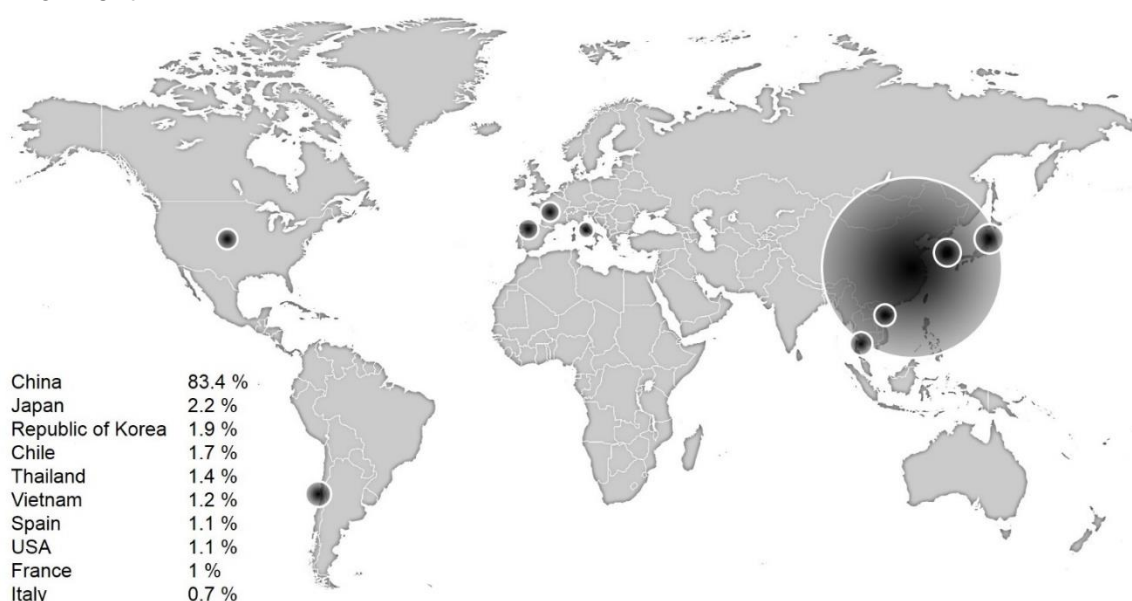 China 83.4 %
Japan 2.2 %
Republic of Korea 1.9 %
Chile 1.7 %
Thailand 1.4 %
Vietnam 1.2 %
Spain 1.1 %
USA 1.1 %
France 1 %
Italy 0.7 %